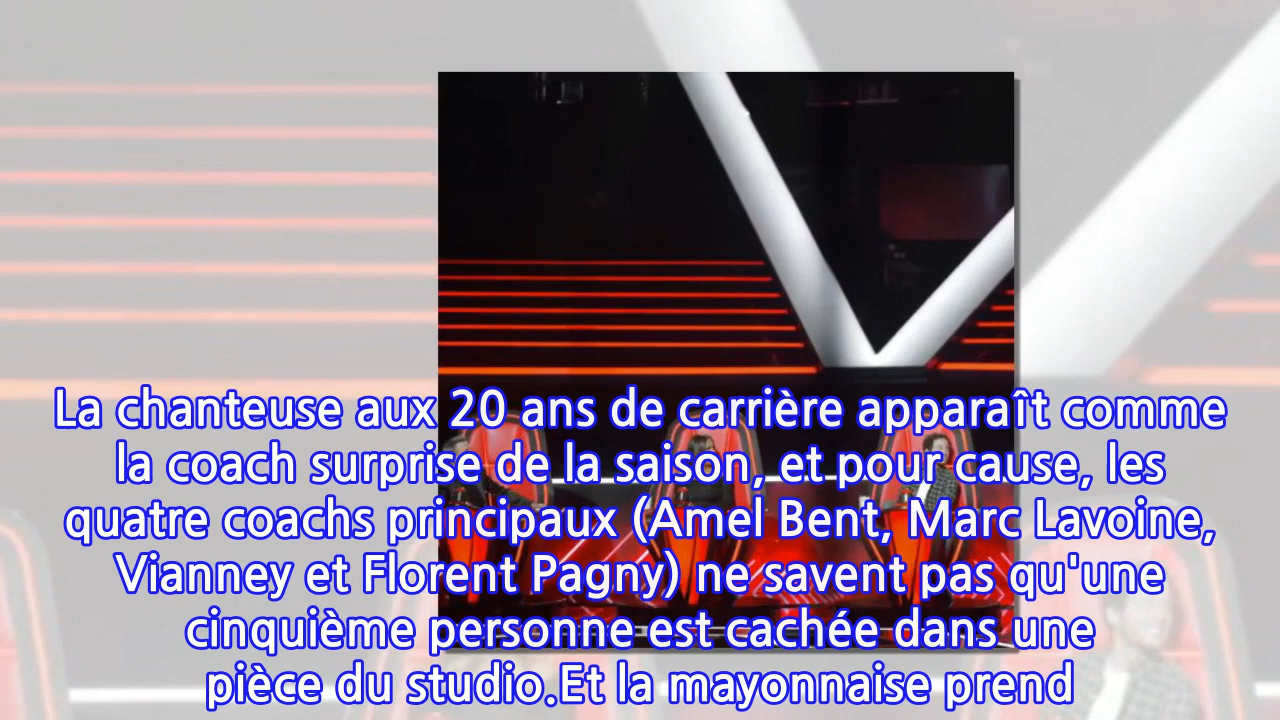 La chanteuse aux 20 ans de carrière apparaît comme
la coach surprise de la saison, et pour cause, les
quatre coachs principaux (Amel Bent, Marc Lavoine,
Vianney et Florent Pagny) ne savent pas qu'une
cinquième personne est cachée dans une
pièce du studio.Et la mayonnaise prend